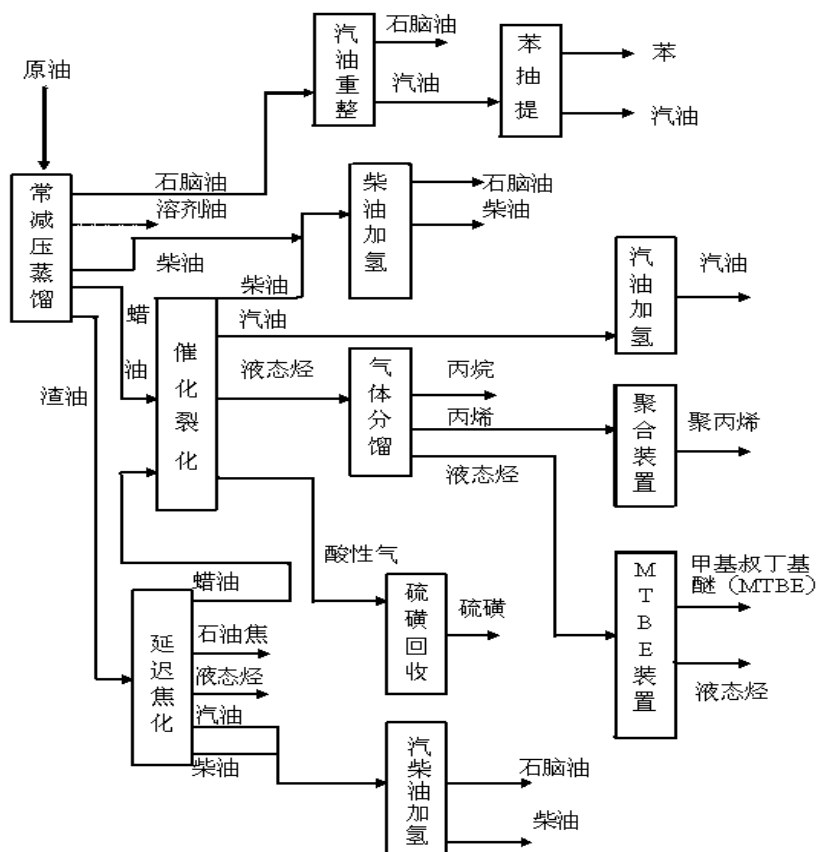 原油
常减压蒸馏
石脑油
溶剂油
柴油
蜡油
渣油
汽油重整
石脑油
汽油
苯抽提
苯
汽油
柴油加氢
石脑油
柴油
催化裂化
柴油
汽油
液态烃
酸性气
汽油加氢
汽油
气体分馏
丙烷
丙烯
液态烃
聚合装置
聚丙烯
MTBE装置
甲基叔丁基
醚（MTBE）
液态烃
硫磺回收
硫磺
延迟焦化
蜡油
石油焦
液态烃
汽油
柴油
汽柴油加氢
石脑油
柴油